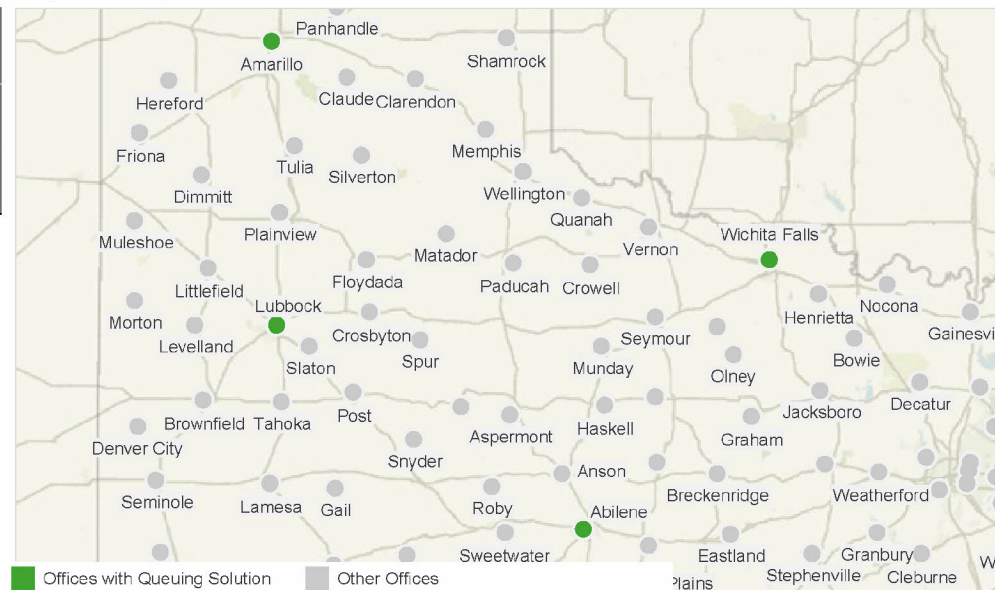 Panhandle
Amarillo
Shamrock
Hereford
Claude
Clarendon
Friona
Tulia
Silverton
Memphis
Dimmitt
Wellington
Quanah
Muleshoe
Plainview
Matador
Vernon
Wichita Falls
Littlefield
Floydada
Paducah
Crowell
Morton
Lubbock
Henrietta
Nocona
Levelland
Crosbyton
Seymour
Gainesvi
Slaton
Spur
Munday
Olney
Bowie
Brownfield
Tahoka
Post
Aspermont
Haskell
Jacksboro
Decatur
Denver City
Snyder
Graham
Seminole
Lamesa
Gail
Roby
Anson
Breckenridge
Weatherford
Abilene
Sweetwater
Eastland
Granbury
W
Stephenville
Cleburne
Plains
Offices with Queuing Solution
Other Offices